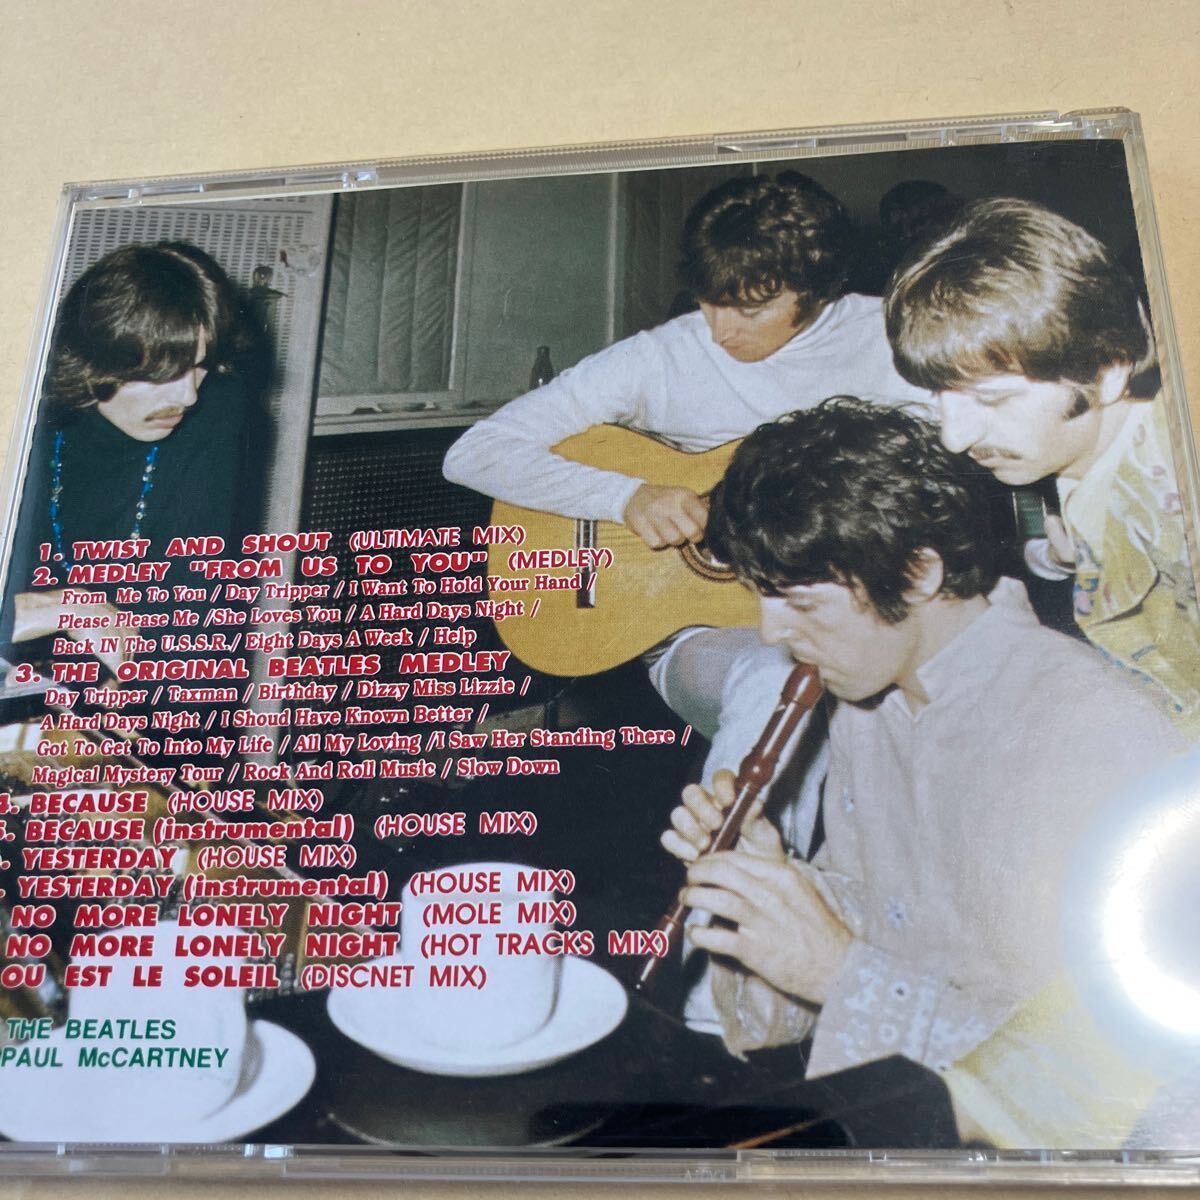 1. TWIST AND SHOUT (ULTIMATE MIX)
2. MEDLEY "FROM US TO YOU" (MEDLEY)
From Me To You / Day Tripper / I Want To Hold Your Hand /
Please Please Me /She Loves You / A Hard Days Night /
Back IN The U.S.S.R./ Eight Days A Week / Help
3. THE ORIGINAL BEATLES MEDLEY
Day Tripper / Taxman / Birthday / Dizzy Miss Lizzie /
A Hard Days Night / I Shoud Have Known Better /
Got To Get To Into My Life / All My Loving /I Saw Her Standing There /
Magical Mystery Tour / Rock And Roll Music / Slow Down
4. BECAUSE (HOUSE MIX)
5. BECAUSE (instrumental) (HOUSE MIX)
. YESTERDAY (HOUSE MIX)
. YESTERDAY (instrumental) (HOUSE MIX)
NO MORE LONELY NIGHT (MOLE MIX)
NO MORE LONELY NIGHT (HOT TRACKS MIX)
OU EST LE SOLEIL (DISCNET MIX)
THE BEATLES
PAUL McCARTNEY